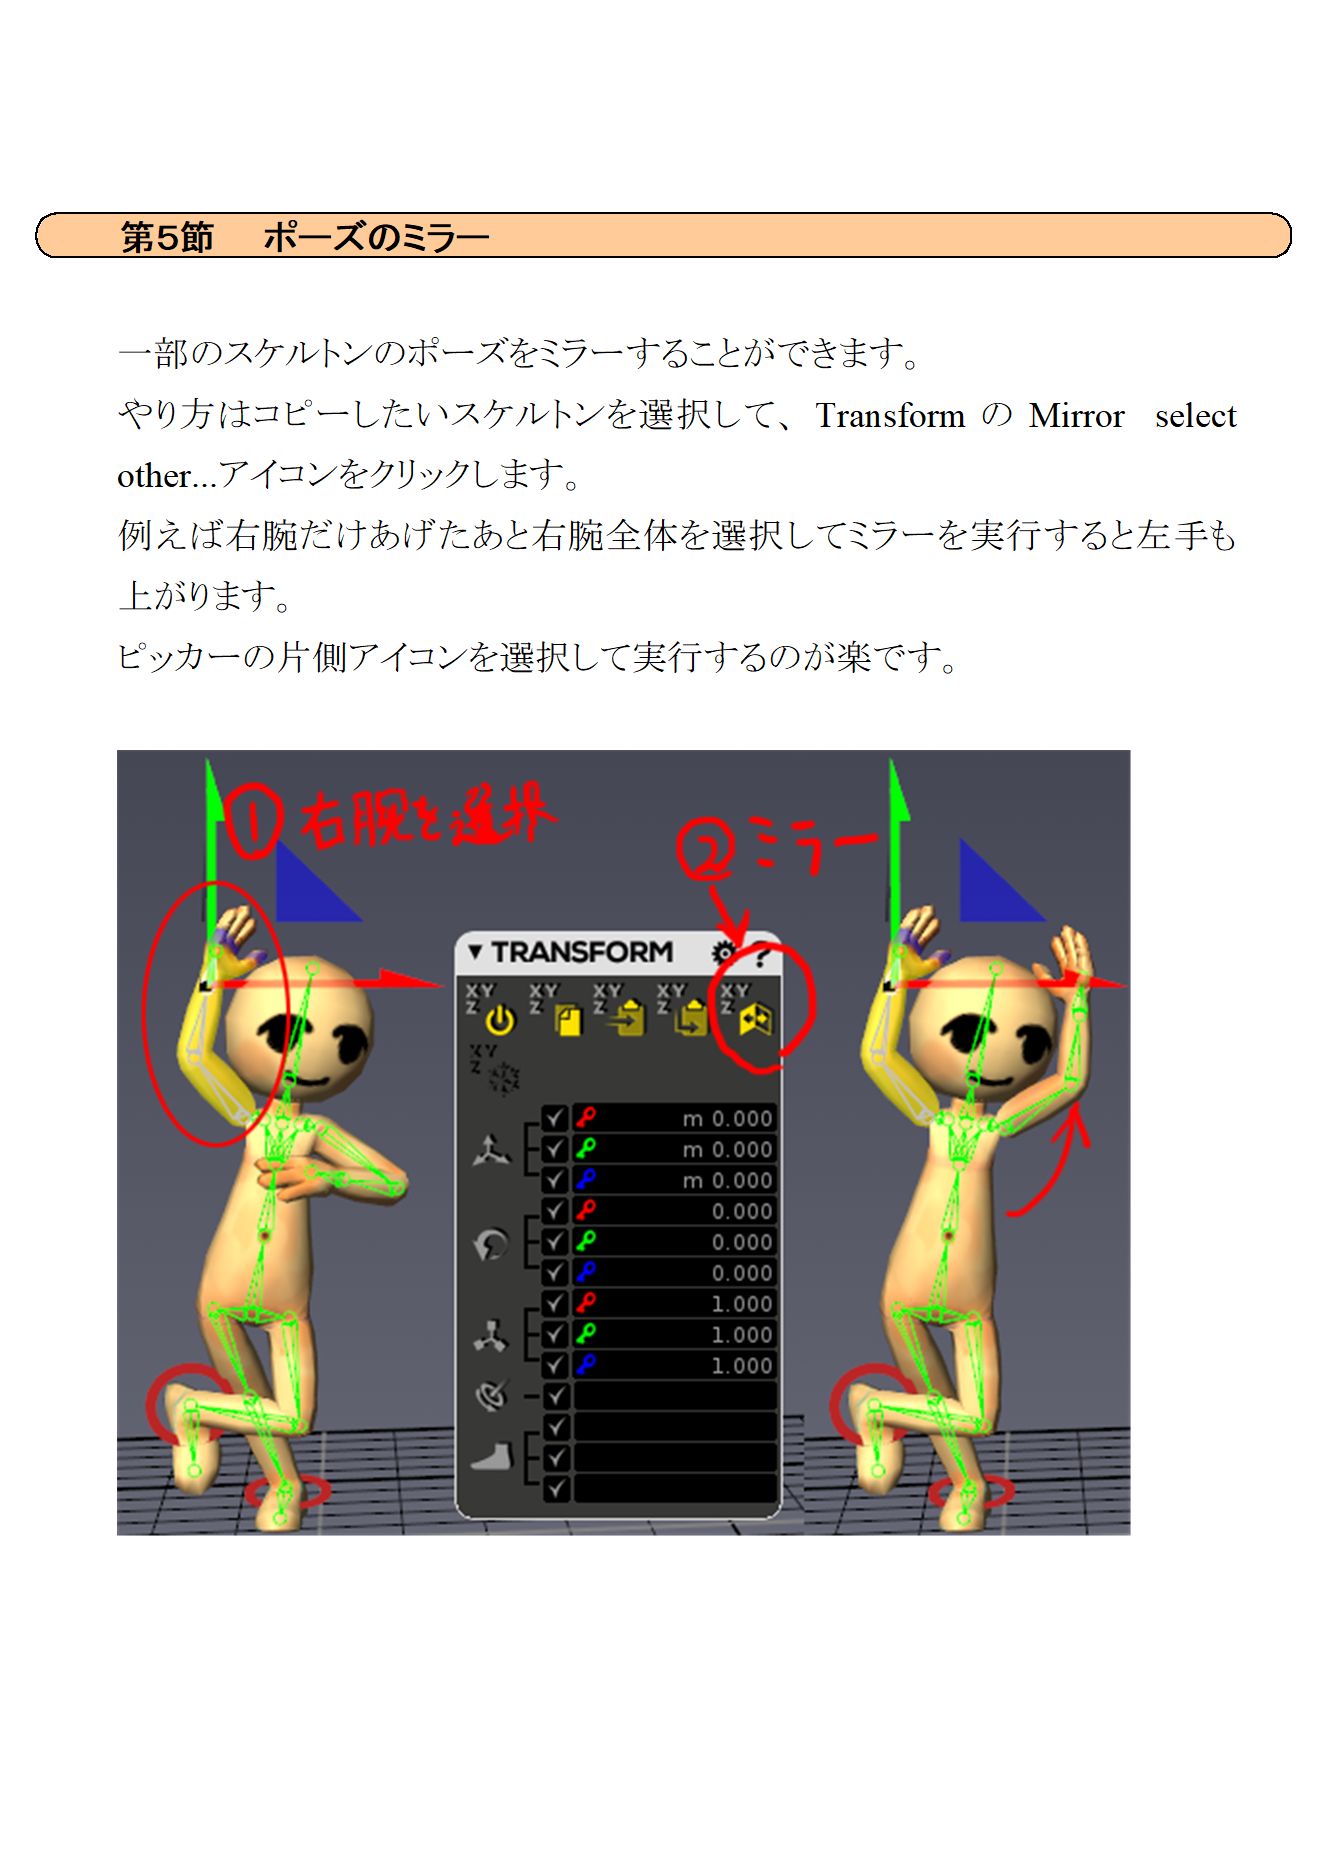 第5節　ポーズのミラー
一部のスケルトンのポーズをミラーすることができます。
やり方はコピーしたいスケルトンを選択して、Transform の Mirror select
other...アイコンをクリックします。
例えば右腕だけあげたあと右腕全体を選択してミラーを実行すると左手も
上がります。
ピッカーの片側アイコンを選択して実行するのが楽です。
①右腕を選択
②ミラー
▼ TRANSFORM ?
XYZ XYZ XYZ XYZ XYZ
XYZ
m 0.000
m 0.000
m 0.000
0.000
0.000
0.000
1.000
1.000
1.000